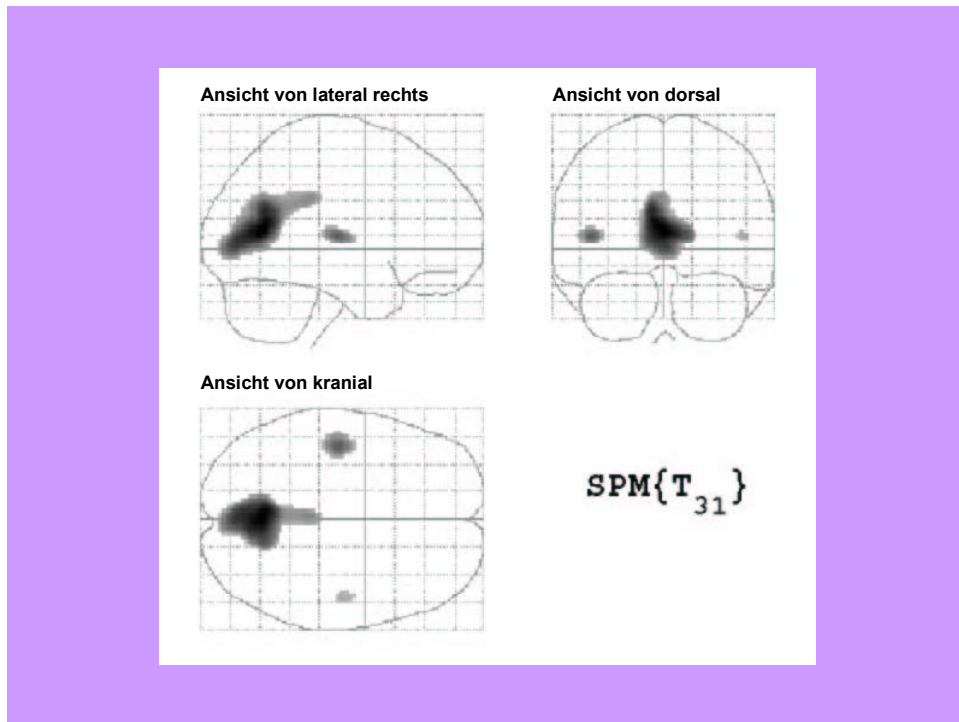 Ansicht von lateral rechts
Ansicht von dorsal
Ansicht von kranial
SPM{T31}